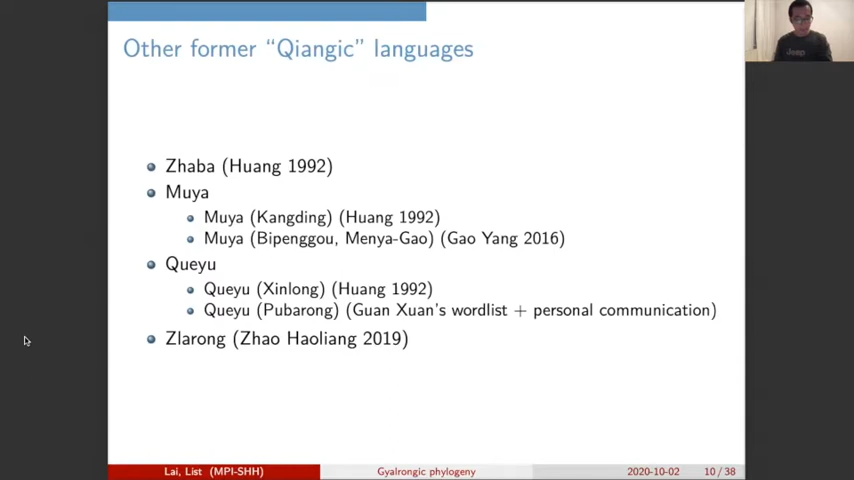 Other former “Qiangic” languages
Zhaba (Huang 1992)
Muya
Muya (Kangding) (Huang 1992)
Muya (Bipenggou, Menya-Gao) (Gao Yang 2016)
Queyu
Queyu (Xinlong) (Huang 1992)
Queyu (Pubarong) (Guan Xuan’s wordlist + personal communication)
Zlarong (Zhao Haoliang 2019)
Lai, List (MPI-SHH) Gyalrongic phylogeny 2020-10-02 10 / 38
Jeep